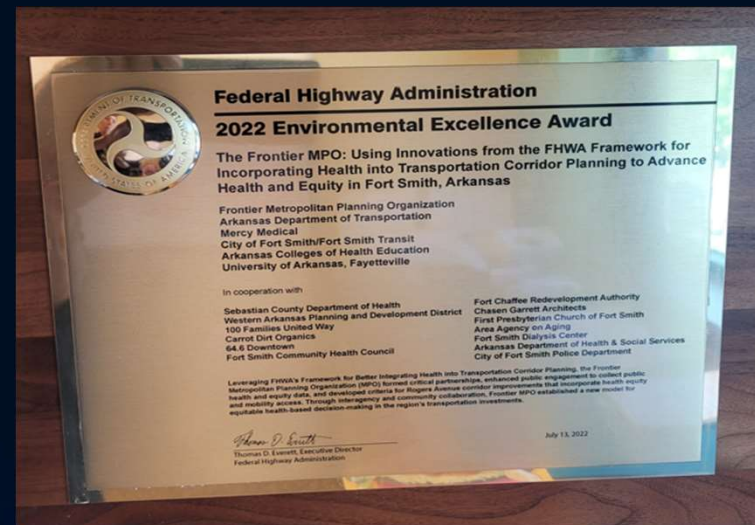 DEPARTMENT OF TRANSPORTATION
UNITED STATES OF AMERICA
Federal Highway Administration
2022 Environmental Excellence Award
The Frontier MPO: Using Innovations from the FHWA Framework for
Incorporating Health into Transportation Corridor Planning to Advance
Health and Equity in Fort Smith, Arkansas
Frontier Metropolitan Planning Organization
Arkansas Department of Transportation
Mercy Medical
City of Fort Smith/Fort Smith Transit
Arkansas Colleges of Health Education
University of Arkansas, Fayetteville
In cooperation with
Sebastian County Department of Health
Western Arkansas Planning and Development District
100 Families United Way
Carrot Dirt Organics
64.6 Downtown
Fort Smith Community Health Council
Fort Chaffee Redevelopment Authority
Chasen Garrett Architects
First Presbyterian Church of Fort Smith
Area Agency on Aging
Fort Smith Dialysis Center
Arkansas Department of Health & Social Services
City of Fort Smith Police Department
Leveraging FHWA's Framework for Better Integrating Health into Transportation Corridor Planning, the Frontier
Metropolitan Planning Organization (MPO) formed critical partnerships, enhanced public engagement to collect public
health and equity data, and developed criteria for Rogers Avenue corridor improvements that incorporate health equity
and mobility access. Through interagency and community collaboration, Frontier MPO established a new model for
equitable health-based decision-making in the region's transportation investments.
Thomas D. Everett
Thomas D. Everett, Executive Director
Federal Highway Administration
July 13, 2022